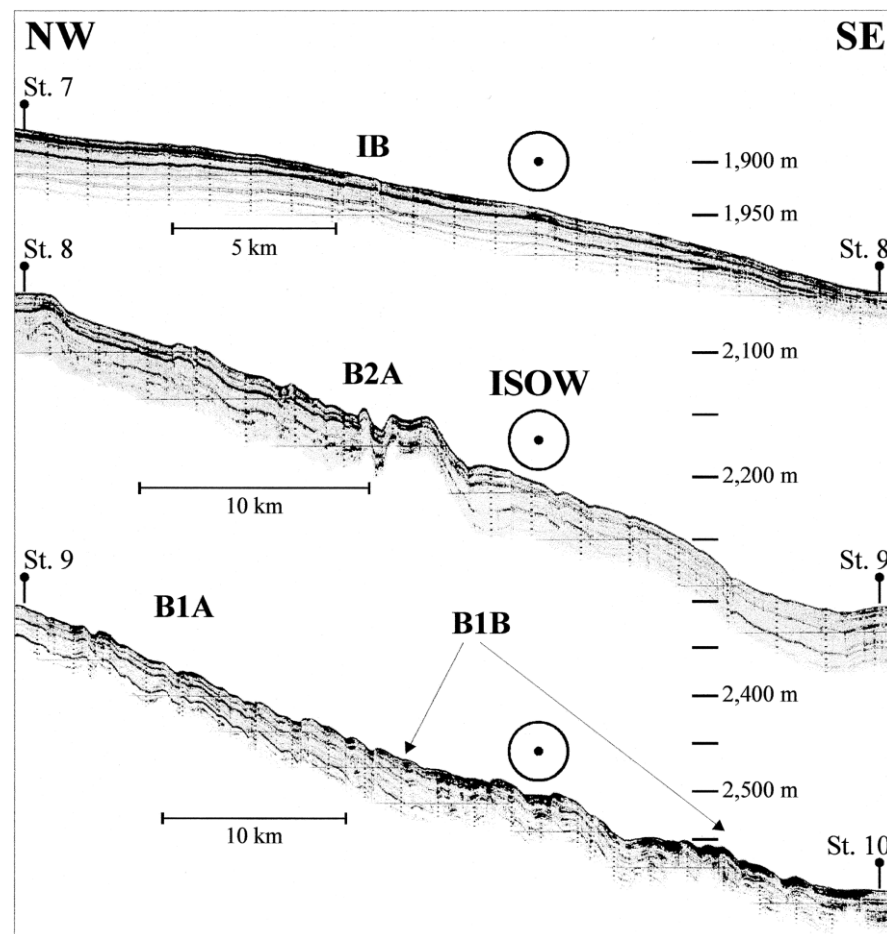 NW
SE
St. 7
IB
1,900 m
1,950 m
5 km
St. 8
St. 8
2,100 m
B2A
ISOW
2,200 m
10 km
St. 9
St. 9
B1A
B1B
2,400 m
2,500 m
10 km
St. 10